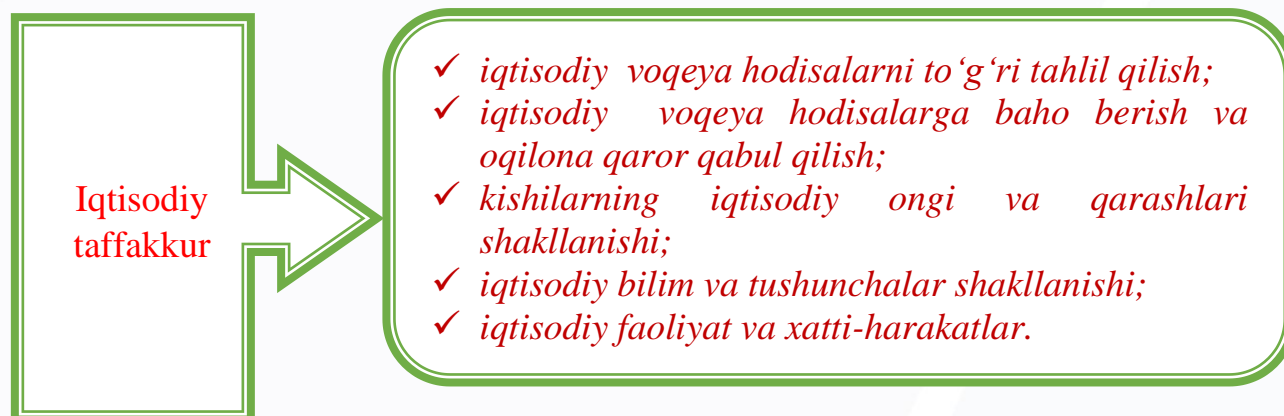 Iqtisodiy
taffakkur
✓ iqtisodiy voqeya hodisalarni to‘g‘ri tahlil qilish;
✓ iqtisodiy voqeya hodisalarga baho berish va
oqilona qaror qabul qilish;
✓ kishilarning iqtisodiy ongi va qarashlari
shakllanishi;
✓ iqtisodiy bilim va tushunchalar shakllanishi;
✓ iqtisodiy faoliyat va xatti-harakatlar.